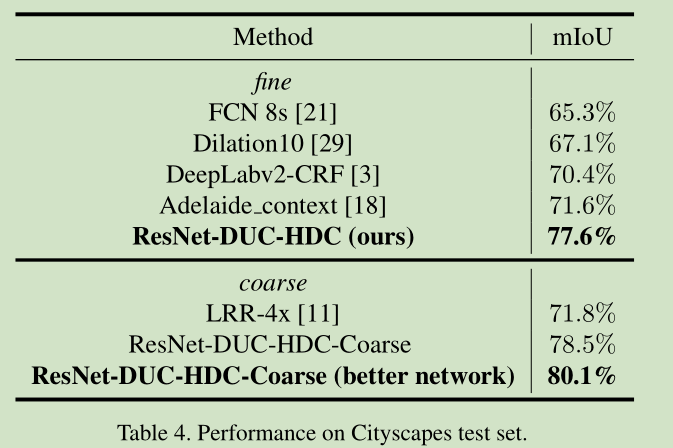 Method mIoU
fine
FCN 8s [21] 65.3%
Dilation10 [29] 67.1%
DeepLabv2-CRF [3] 70.4%
Adelaide_context [18] 71.6%
ResNet-DUC-HDC (ours) 77.6%
coarse
LRR-4x [11] 71.8%
ResNet-DUC-HDC-Coarse 78.5%
ResNet-DUC-HDC-Coarse (better network) 80.1%
Table 4. Performance on Cityscapes test set.